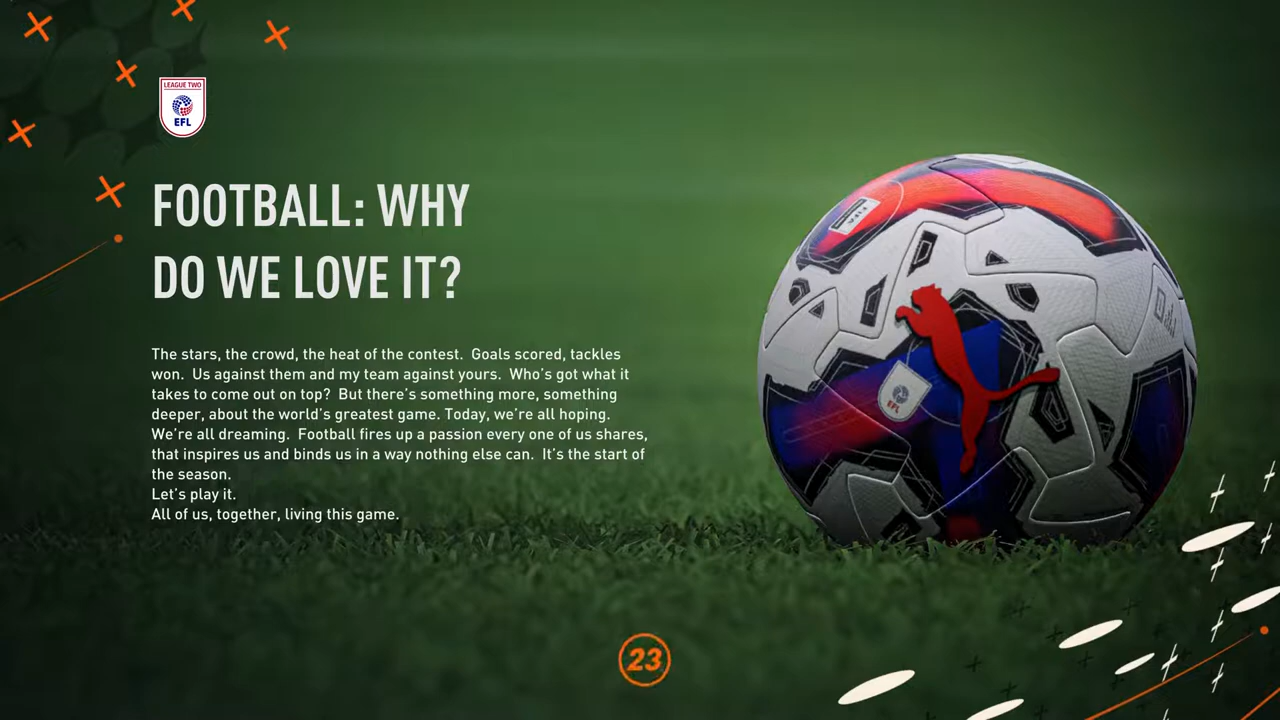 LEAGUE TWO
EFL
FOOTBALL: WHY
DO WE LOVE IT?
The stars, the crowd, the heat of the contest.  Goals scored, tackles
won.  Us against them and my team against yours.  Who's got what it
takes to come out on top?  But there's something more, something
deeper, about the world's greatest game. Today, we're all hoping.
We're all dreaming.  Football fires up a passion every one of us shares,
that inspires us and binds us in a way nothing else can.  It's the start of
the season.
Let's play it.
All of us, together, living this game.
FIFA
EFL
23